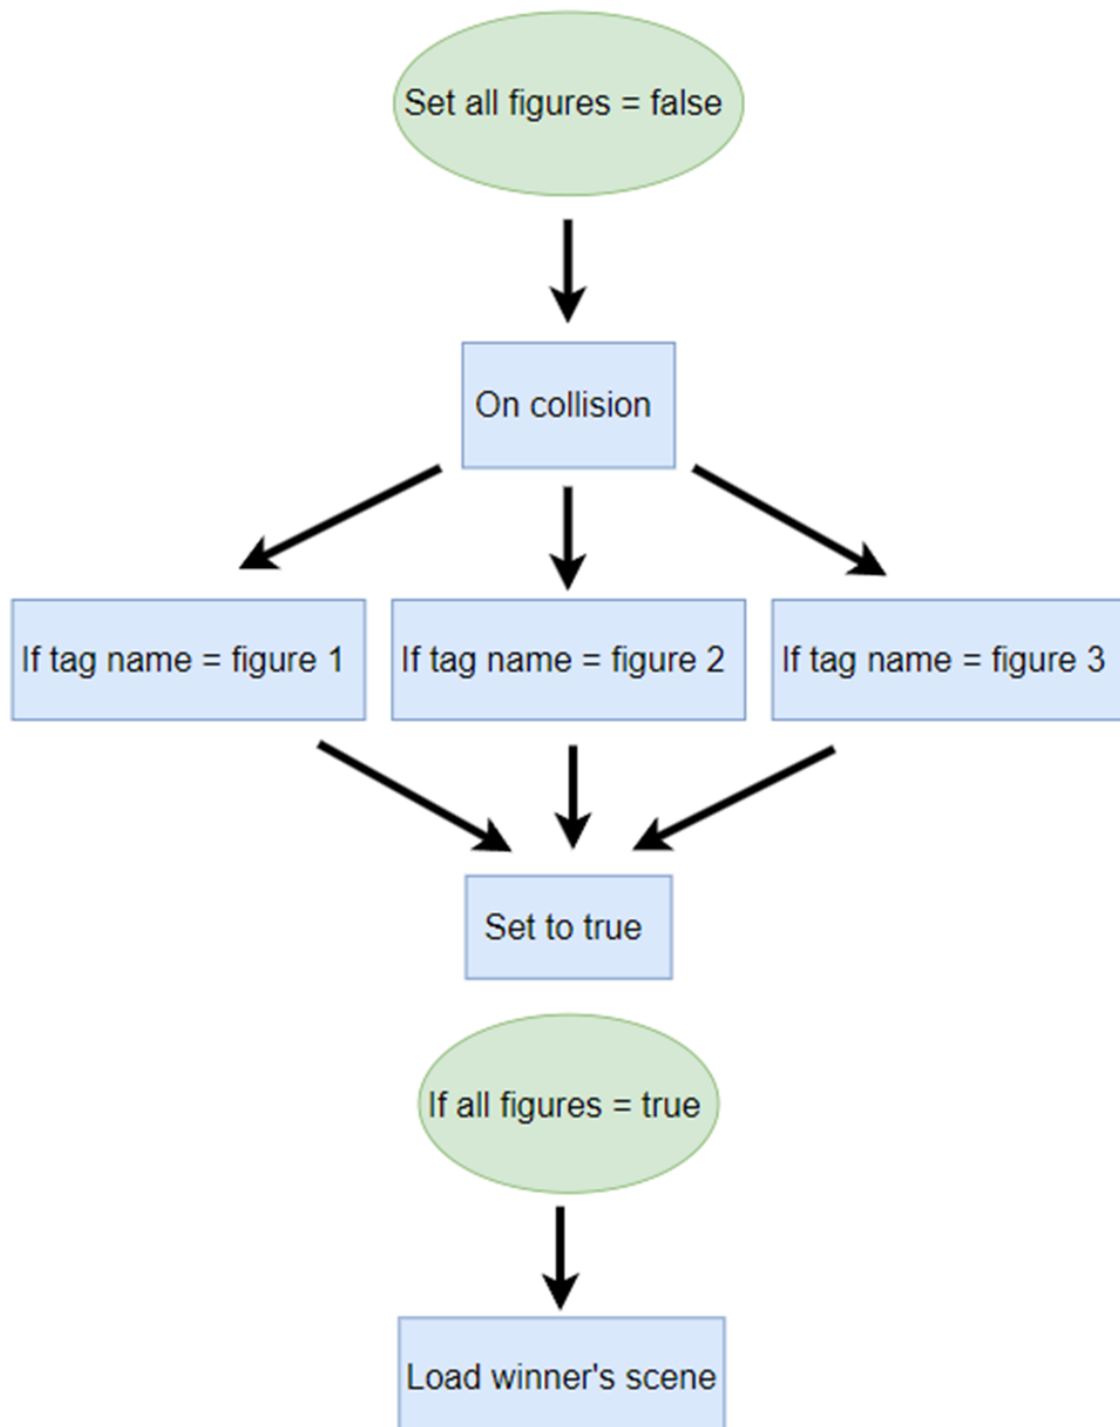 Set all figures = false
On collision
If tag name = figure 1
If tag name = figure 2
If tag name = figure 3
Set to true
If all figures = true
Load winner's scene